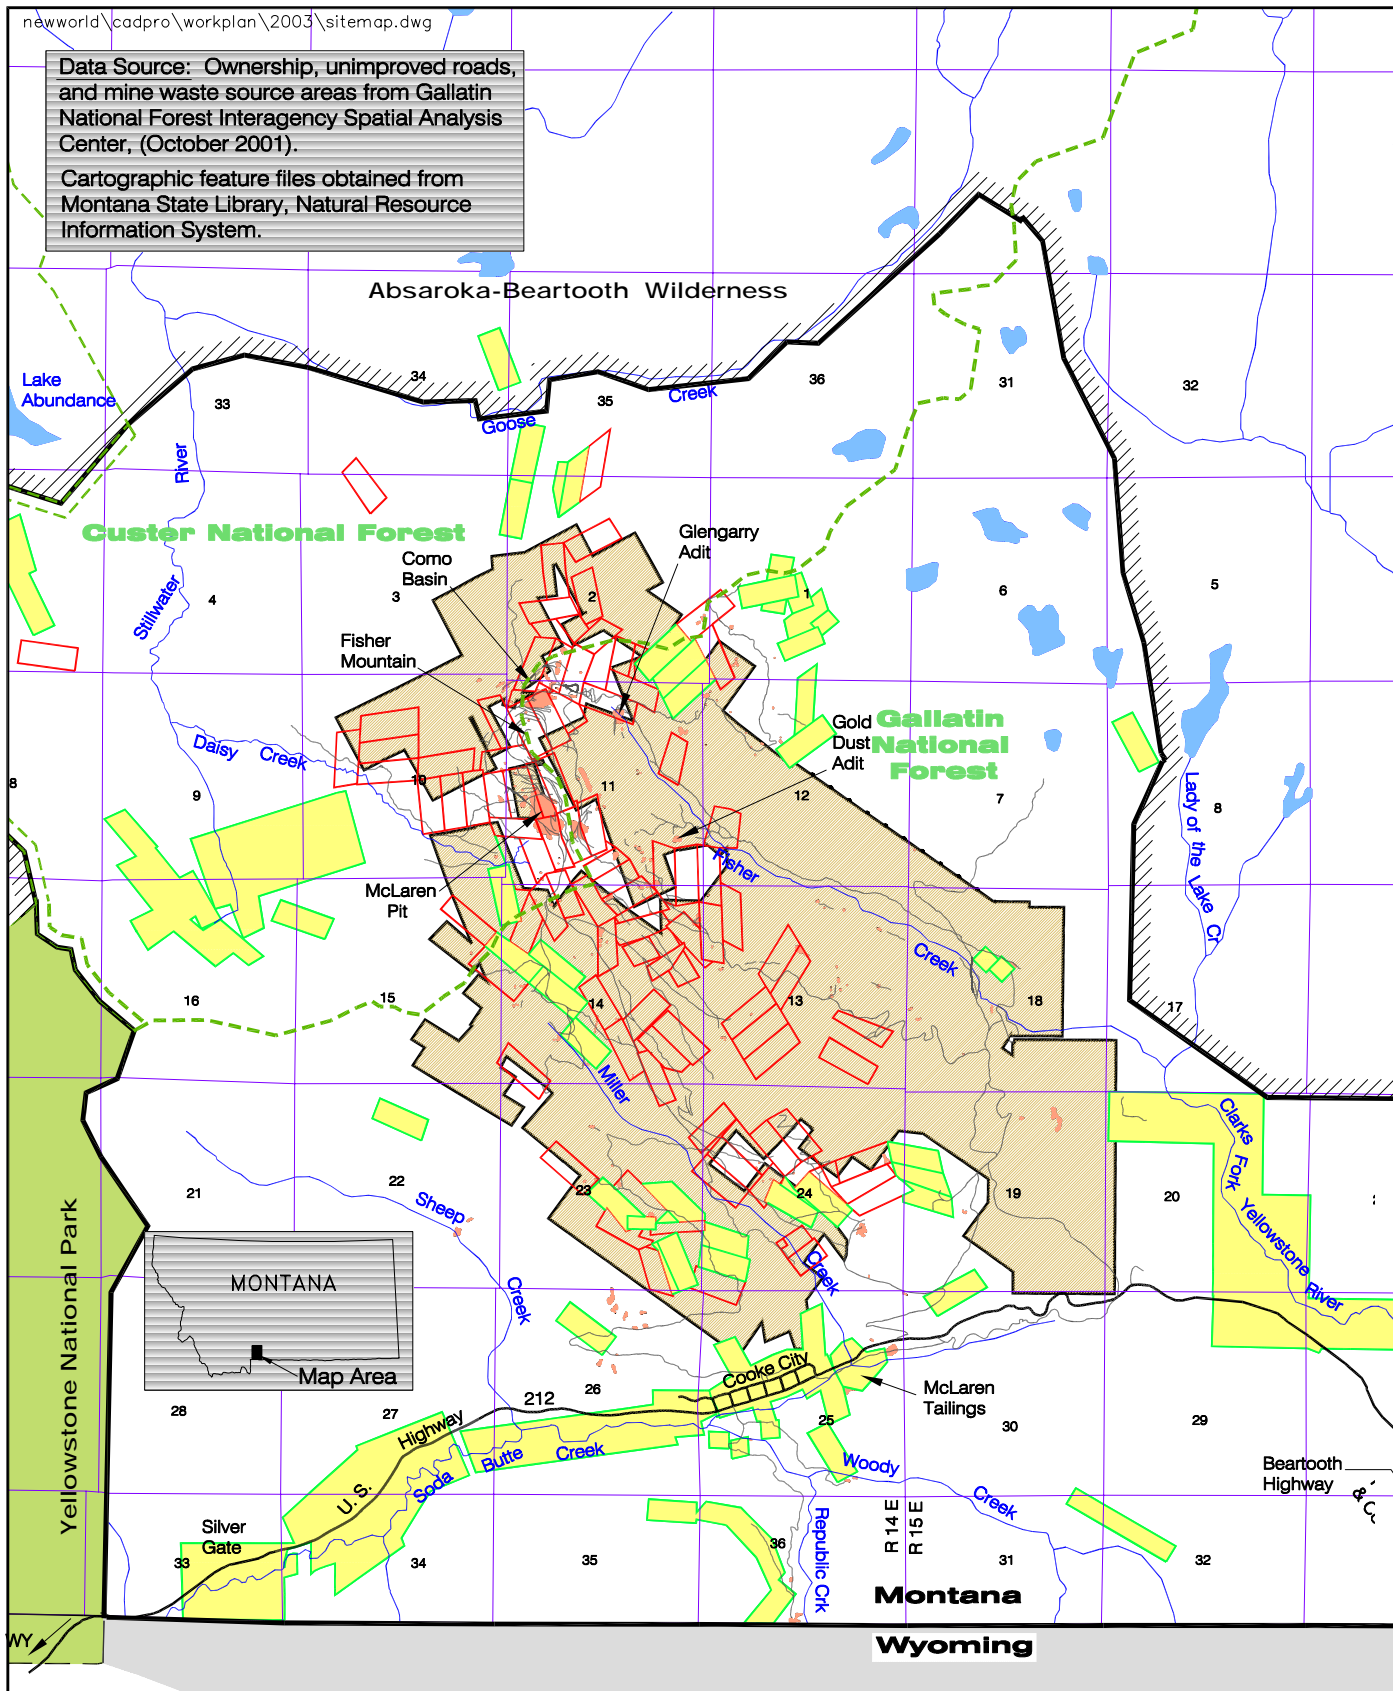 newworld\cadpro\workplan\2003\sitemap.dwg
Data Source: Ownership, unimproved roads,
and mine waste source areas from Gallatin
National Forest Interagency Spatial Analysis
Center, (October 2001).
Cartographic feature files obtained from
Montana State Library, Natural Resource
Information System.
Absaroka-Beartooth Wilderness
Lake
Abundance
33
34
35
36
31
32
Goose
Creek
River
Stillwater
Custer National Forest
Como
Basin
Glengarry
Adit
Fisher
Mountain
4
3
2
1
6
5
Daisy Creek
Gold
Dust
Adit
Gallatin
National
Forest
8
9
10
11
12
7
8
Lady of the Lake Cr
McLaren
Pit
Fisher
Creek
16
15
14
13
18
17
Miller
Creek
Clarks Fork Yellowstone River
21
22
23
24
19
20
Sheep
Creek
Yellowstone National Park
MONTANA
Map Area
Cooke City
McLaren
Tailings
28
27
26
25
30
29
212
U. S. Highway
Soda Butte Creek
Woody
Creek
Beartooth
Highway
& C
Silver
Gate
33
34
35
36
31
32
Republic Crk
R 14 E
R 15 E
Montana
Wyoming
WY